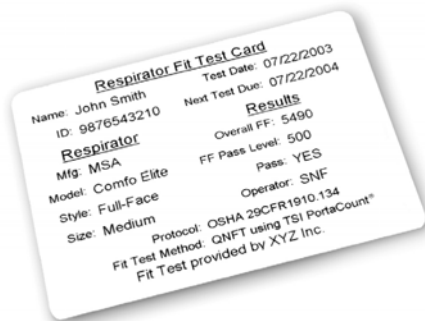 Respirator Fit Test Card
Name: John Smith Test Date: 07/22/2003
ID: 9876543210 Next Test Due: 07/22/2004
Respirator Results
Mfg: MSA Overall FF: 5490
Model: Comfo Elite FF Pass Level: 500
Style: Full-Face Pass: YES
Size: Medium Operator: SNF
Protocol: OSHA 29CFR1910.134
Fit Test Method: QNFT using TSI PortaCount®
Fit Test provided by XYZ Inc.